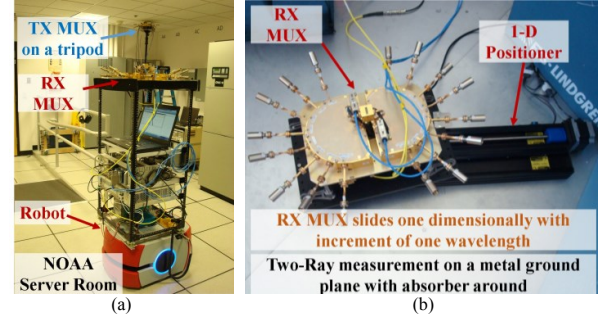 TX MUX
on a tripod
RX
MUX
Robot
NOAA
Server Room
(a)
RX
MUX
1-D
Positioner
-LINDGREN
RX MUX slides one dimensionally with
increment of one wavelength
Two-Ray measurement on a metal ground
plane with absorber around
(b)